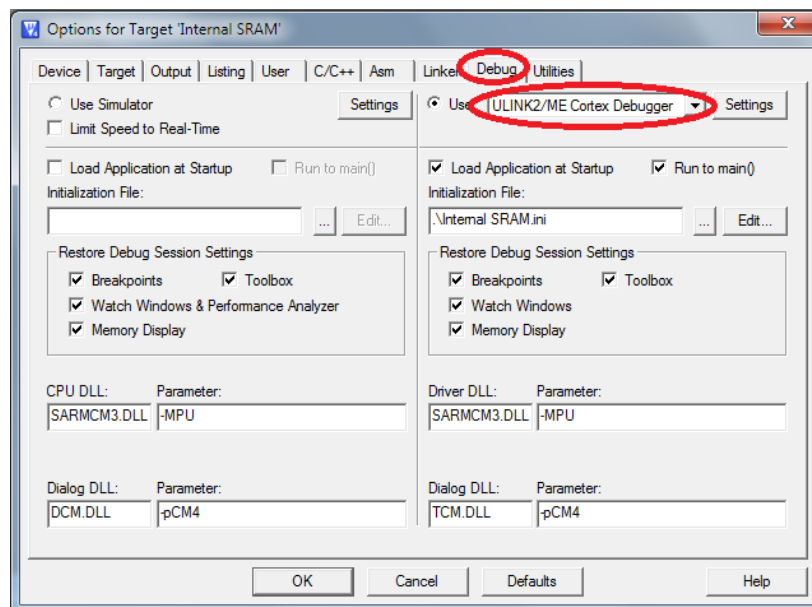 Options for Target 'Internal SRAM'
Device Target Output Listing User C/C++ Asm Linker Debug Utilities
Use Simulator Settings
Limit Speed to Real-Time
Use: ULINK2/ME Cortex Debugger Settings
Load Application at Startup Run to main()
Initialization File:
... Edit...
Load Application at Startup Run to main()
Initialization File:
.\Internal SRAM.ini ... Edit...
Restore Debug Session Settings
Breakpoints Toolbox
Watch Windows & Performance Analyzer
Memory Display
Restore Debug Session Settings
Breakpoints Toolbox
Watch Windows
Memory Display
CPU DLL: Parameter:
SARMCM3.DLL -MPU
Driver DLL: Parameter:
SARMCM3.DLL -MPU
Dialog DLL: Parameter:
DCM.DLL -pCM4
Dialog DLL: Parameter:
TCM.DLL -pCM4
OK Cancel Defaults Help